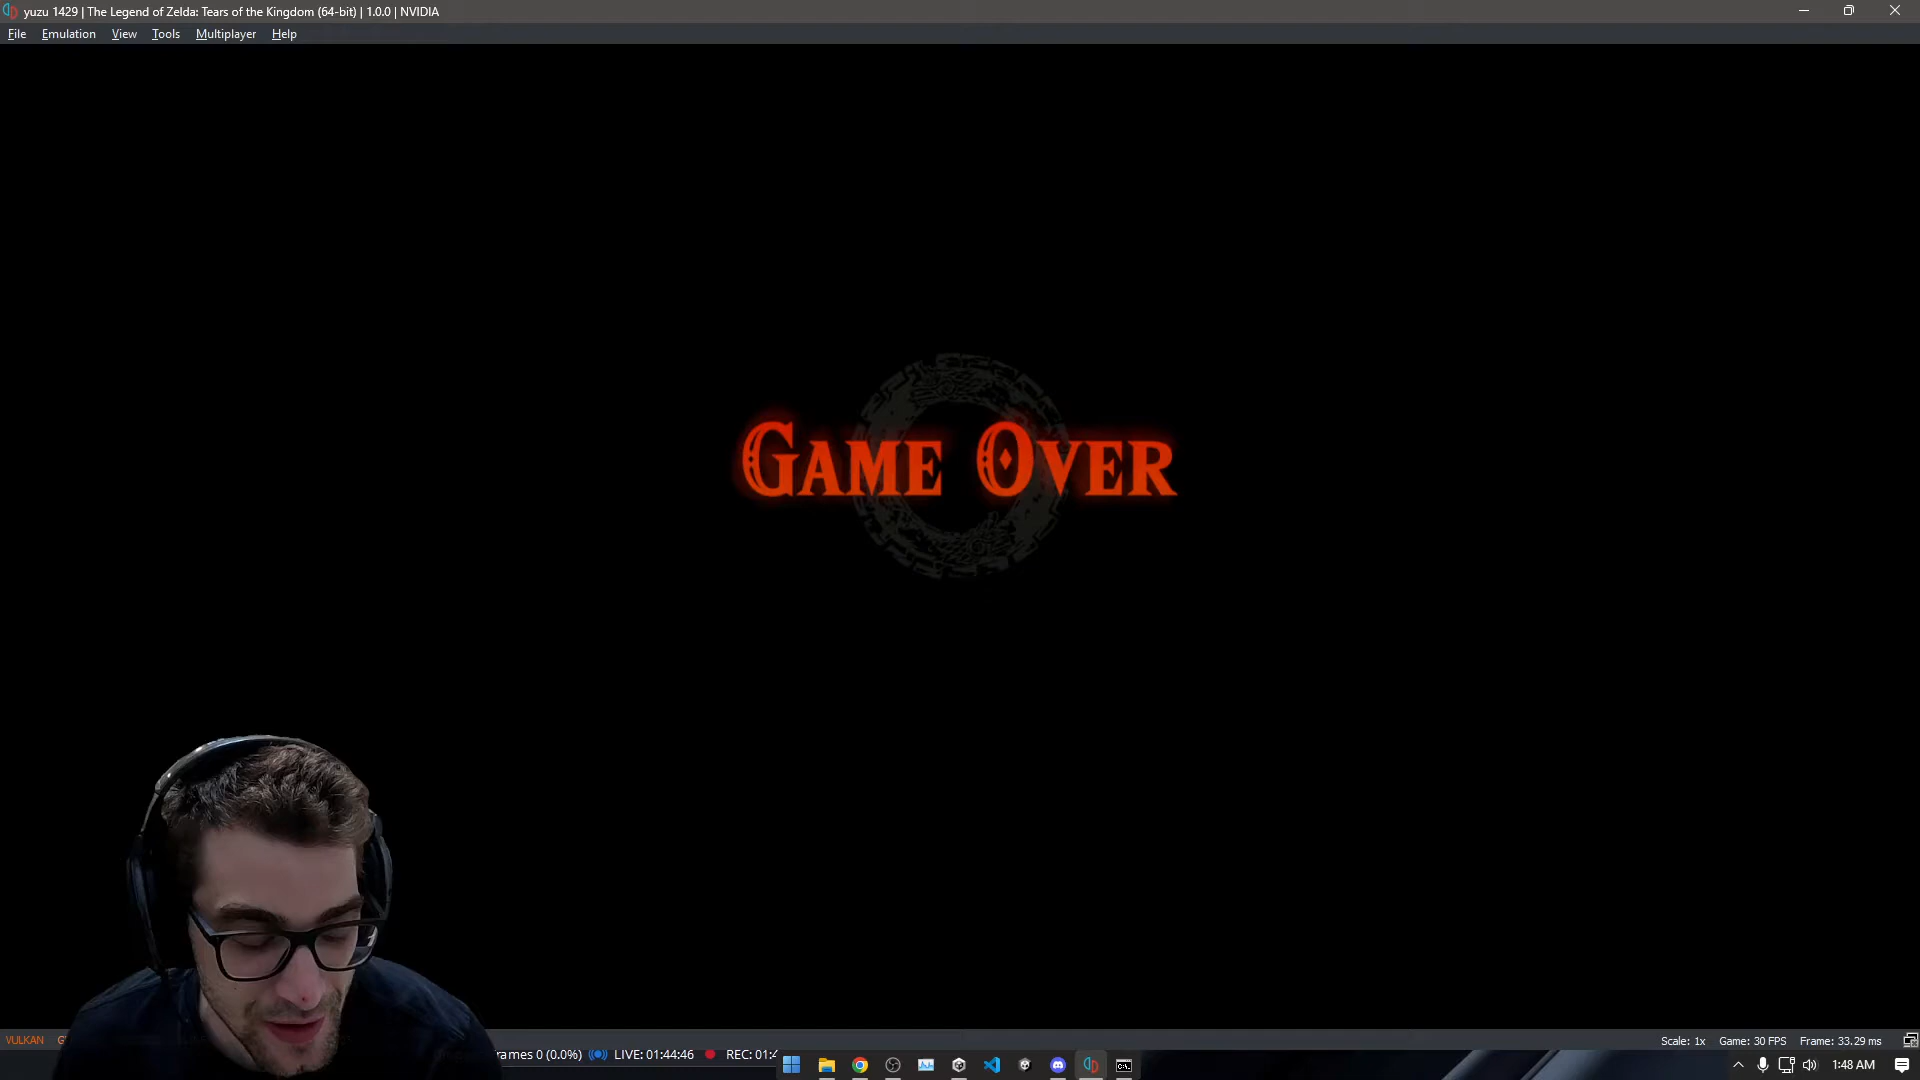 yuzu 1429 | The Legend of Zelda: Tears of the Kingdom (64-bit) | 1.0.0 | NVIDIA
File Emulation View Tools Multiplayer Help
GAME OVER
VULKAN G
Scale: 1x Game: 30 FPS Frame: 33.29 ms
rames 0 (0.0%) LIVE: 01:44:46 REC: 01:4
1:48 AM